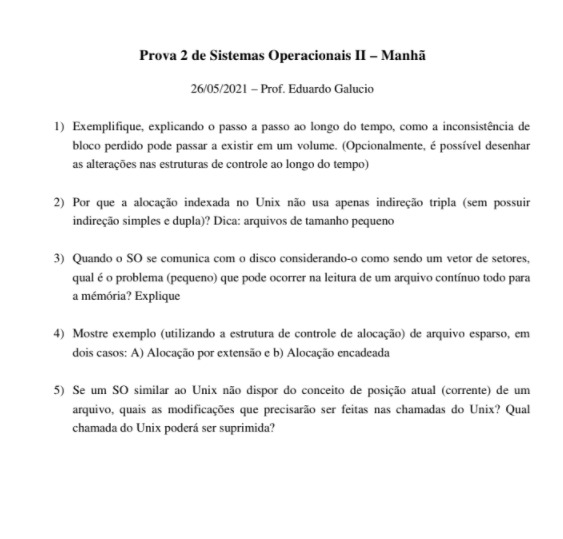 Prova 2 de Sistemas Operacionais II – Manhã
26/05/2021 – Prof. Eduardo Galucio
1) Exemplifique, explicando o passo a passo ao longo do tempo, como a inconsistência de
bloco perdido pode passar a existir em um volume. (Opcionalmente, é possível desenhar
as alterações nas estruturas de controle ao longo do tempo)
2) Por que a alocação indexada no Unix não usa apenas indireção tripla (sem possuir
indireção simples e dupla)? Dica: arquivos de tamanho pequeno
3) Quando o SO se comunica com o disco considerando-o como sendo um vetor de setores,
qual é o problema (pequeno) que pode ocorrer na leitura de um arquivo contínuo todo para
a mémória? Explique
4) Mostre exemplo (utilizando a estrutura de controle de alocação) de arquivo esparso, em
dois casos: A) Alocação por extensão e b) Alocação encadeada
5) Se um SO similar ao Unix não dispor do conceito de posição atual (corrente) de um
arquivo, quais as modificações que precisarão ser feitas nas chamadas do Unix? Qual
chamada do Unix poderá ser suprimida?